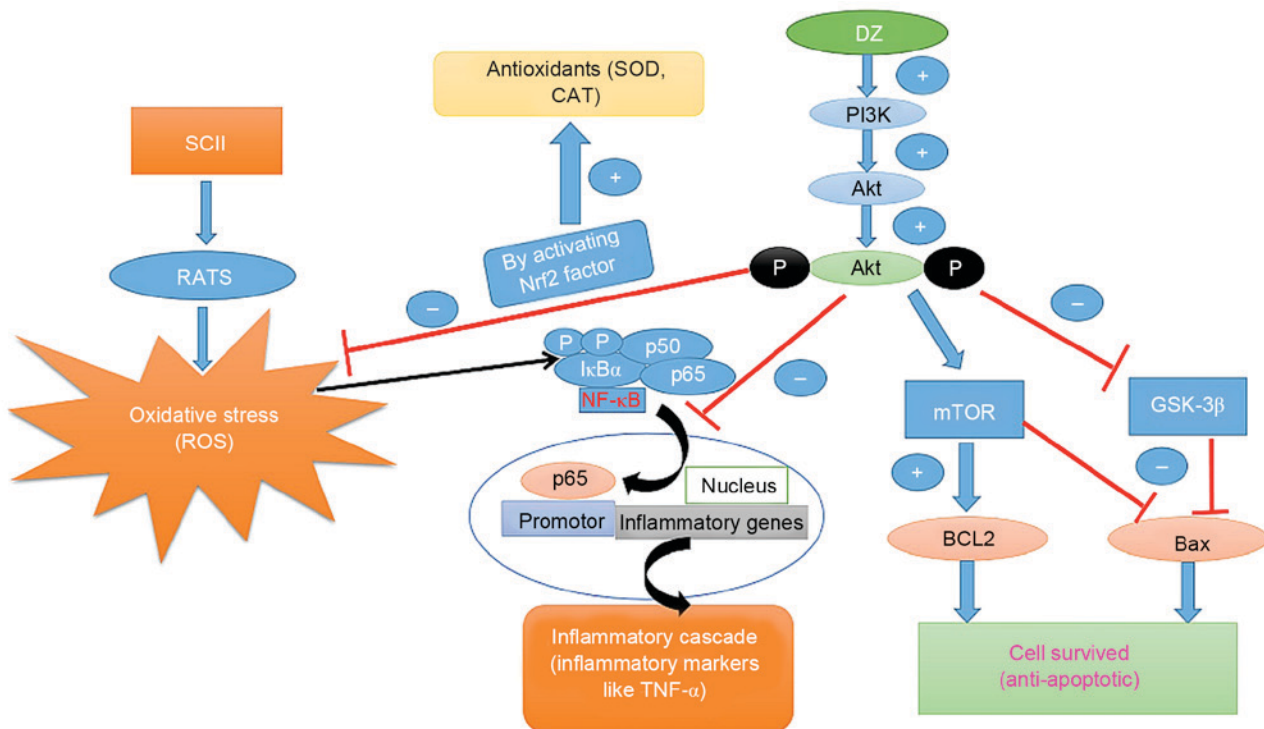 DZ
+
Antioxidants (SOD,
CAT)
PI3K
SCII
+
+
Akt
+
By activating
Nrf2 factor
RATS
P
Akt
P
−
−
P
P
p50
IκBα
p65
−
NF-κB
Oxidative stress
(ROS)
mTOR
GSK-3β
p65
Nucleus
+
−
Promotor
Inflammatory genes
BCL2
Bax
Inflammatory cascade
(inflammatory markers
like TNF-α)
Cell survived
(anti-apoptotic)